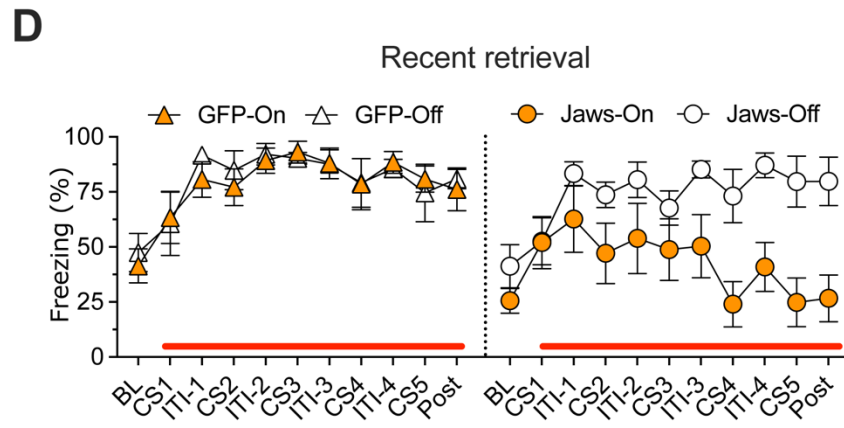 D
Recent retrieval
GFP-On GFP-Off Jaws-On Jaws-Off
Freezing (%)
100
75
50
25
0
BL CS1 ITI-1 CS2 ITI-2 CS3 ITI-3 CS4 ITI-4 CS5 Post BL CS1 ITI-1 CS2 ITI-2 CS3 ITI-3 CS4 ITI-4 CS5 Post